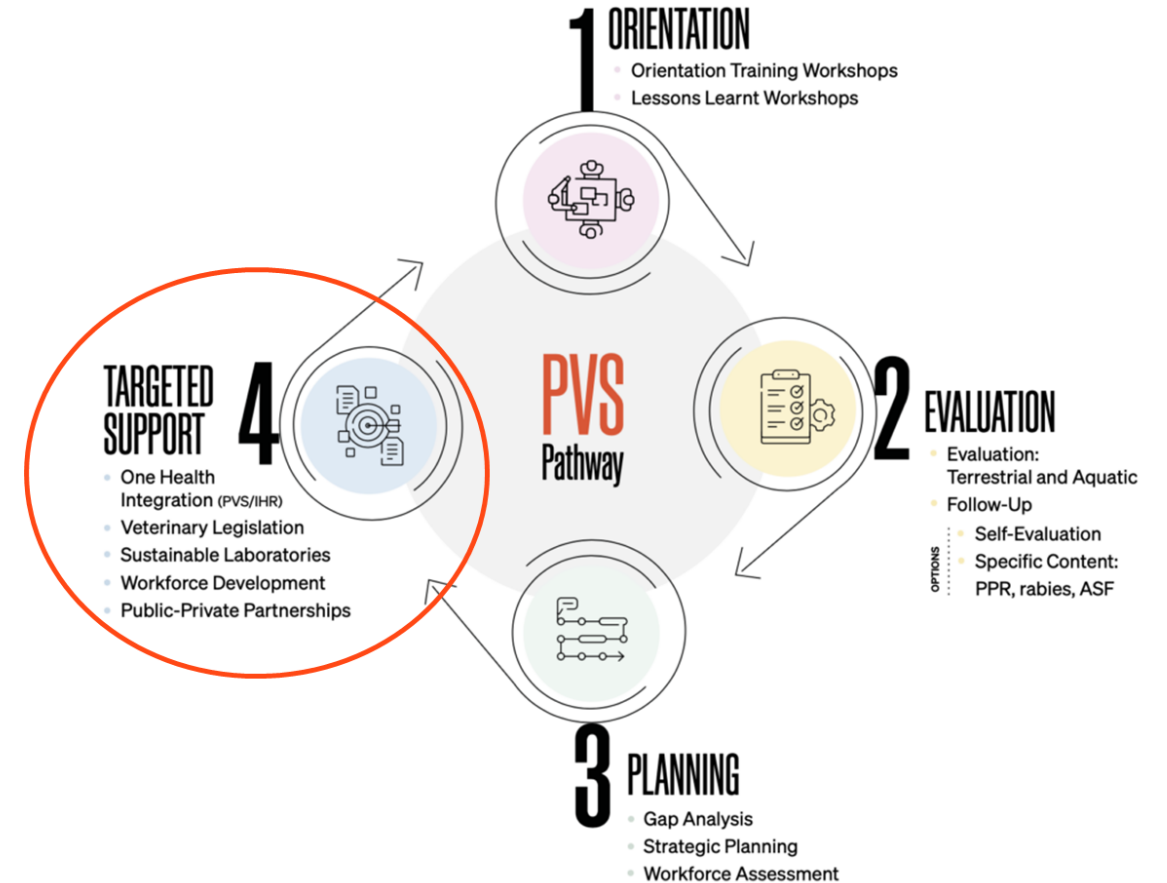 1 ORIENTATION
Orientation Training Workshops
Lessons Learnt Workshops
PVS
Pathway
2 EVALUATION
Evaluation:
Terrestrial and Aquatic
Follow-Up
OPTIONS
Self-Evaluation
Specific Content:
PPR, rabies, ASF
3 PLANNING
Gap Analysis
Strategic Planning
Workforce Assessment
TARGETED
SUPPORT 4
One Health
Integration (PVS/IHR)
Veterinary Legislation
Sustainable Laboratories
Workforce Development
Public-Private Partnerships